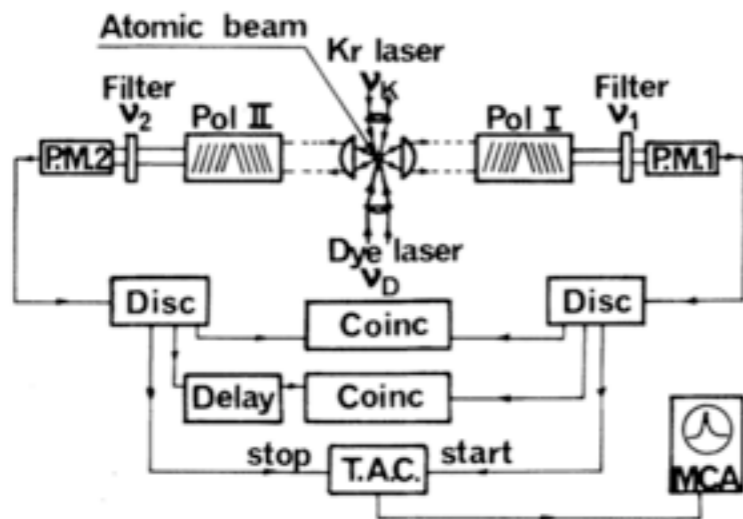 Atomic beam
Kr laser
νK
Filter
ν2
Pol II
Pol I
Filter
ν1
P.M.2
P.M.1
Dye laser
νD
Disc
Coinc
Disc
Delay
Coinc
stop
T.A.C.
start
M.C.A